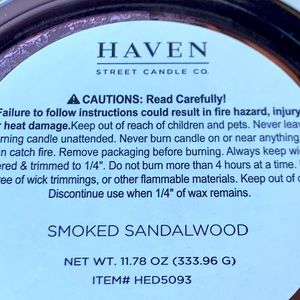 HAVEN
STREET CANDLE CO.
⚠ CAUTIONS: Read Carefully!
Failure to follow instructions could result in fire hazard, injury
r heat damage.Keep out of reach of children and pets. Never leav
rning candle unattended. Never burn candle on or near anything
n catch fire. Remove packaging before burning. Always keep wic
ered & trimmed to 1/4". Do not burn more than 4 hours at a time.
ree of wick trimmings, or other flammable materials. Keep out of d
Discontinue use when 1/4" of wax remains.
SMOKED SANDALWOOD
NET WT. 11.78 OZ (333.96 G)
ITEM# HED5093